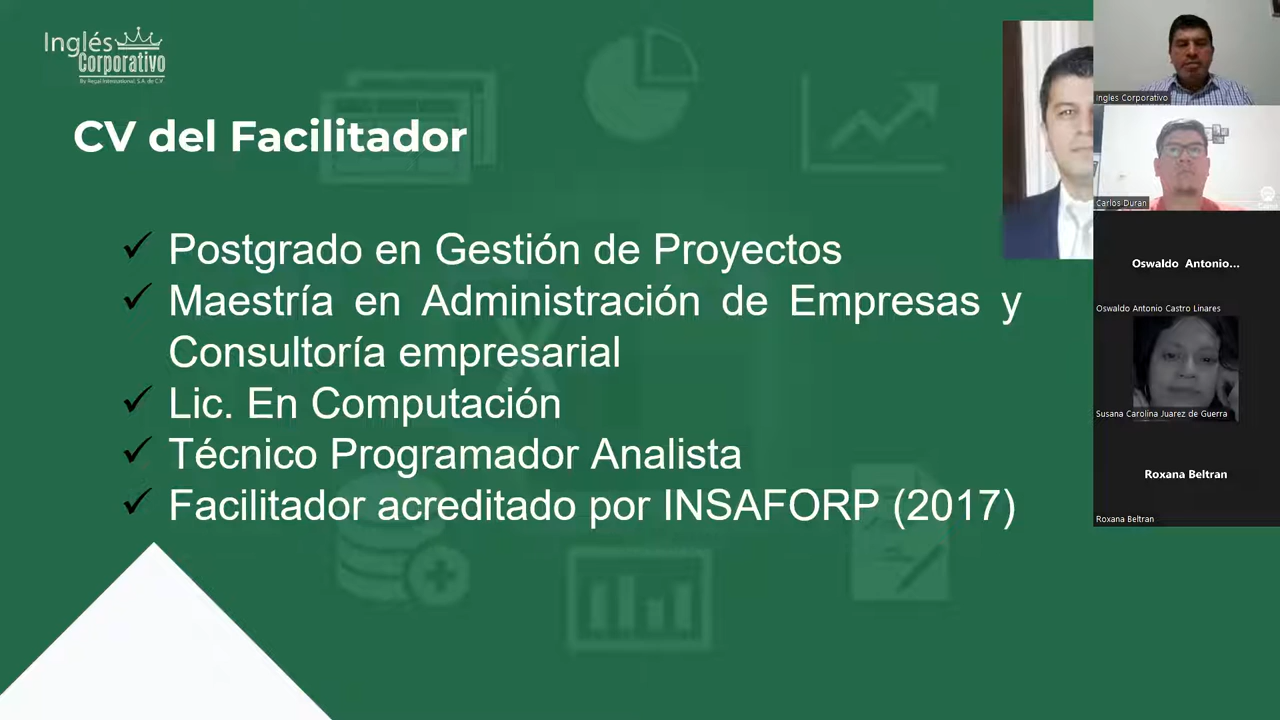 Inglés
Corporativo
By Regal International, S.A. de C.V.
CV del Facilitador
✓ Postgrado en Gestión de Proyectos
✓ Maestría en Administración de Empresas y
Consultoría empresarial
✓ Lic. En Computación
✓ Técnico Programador Analista
✓ Facilitador acreditado por INSAFORP (2017)
Ingles Corporativo
Carlos Duran
Oswaldo Antonio...
Oswaldo Antonio Castro Linares
Susana Carolina Juarez de Guerra
Roxana Beltran
Roxana Beltran